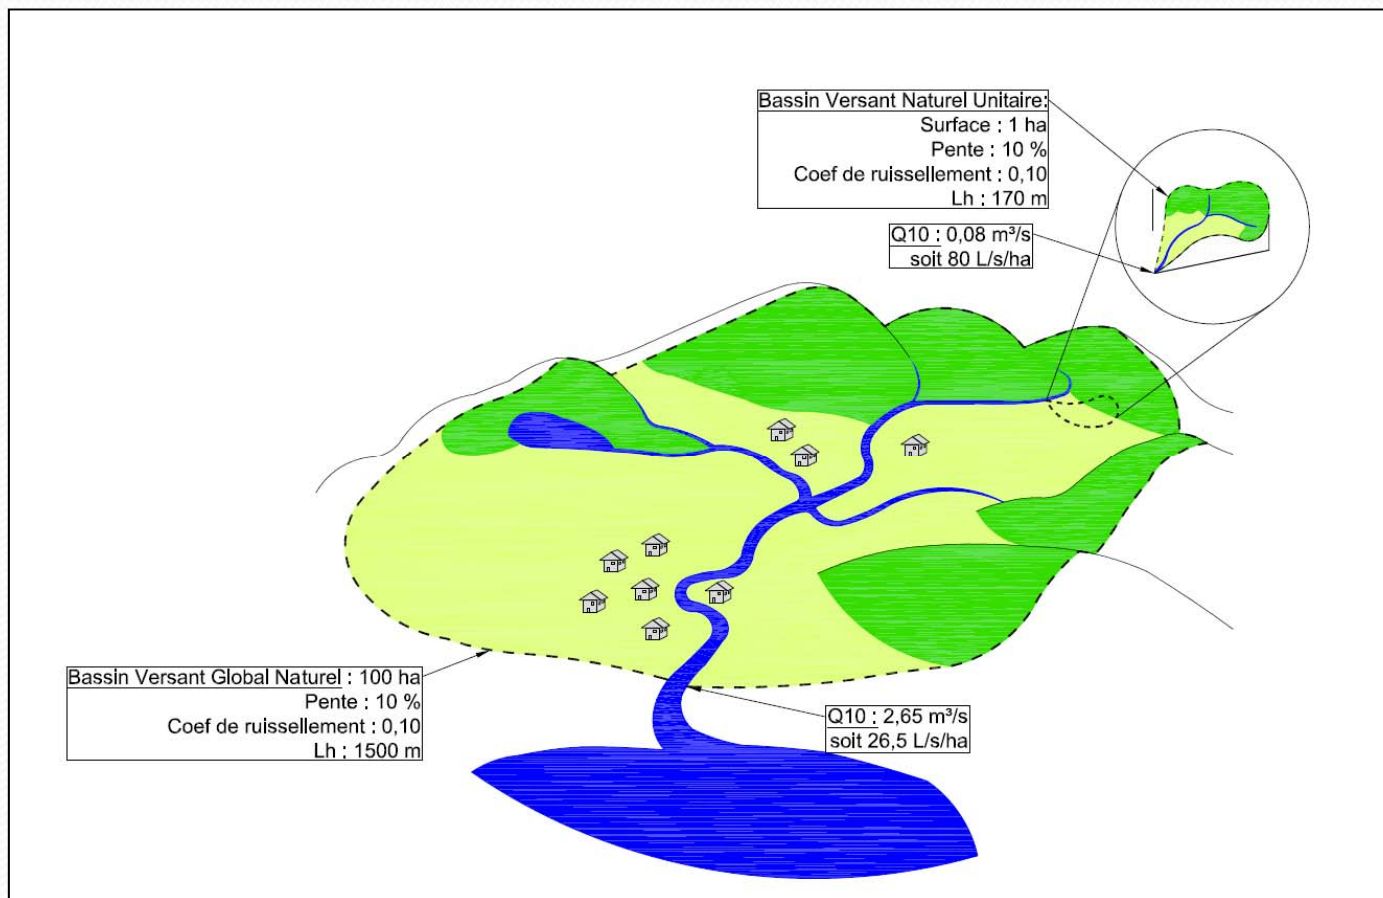 Bassin Versant Naturel Unitaire:
Surface : 1 ha
Pente : 10 %
Coef de ruissellement : 0,10
Lh : 170 m
Q10 : 0,08 m³/s
soit 80 L/s/ha
Bassin Versant Global Naturel : 100 ha
Pente : 10 %
Coef de ruissellement : 0,10
Lh : 1500 m
Q10 : 2,65 m³/s
soit 26,5 L/s/ha